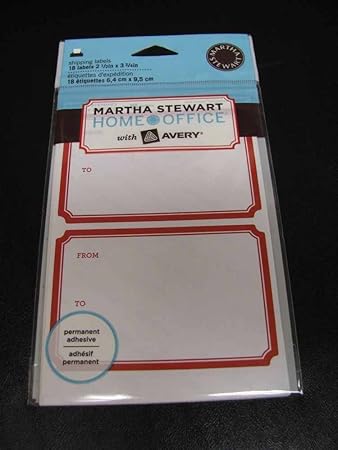 shipping labels
18 labels 2 1/2in x 3 3/4in
étiquettes d'expédition
18 étiquettes 6,4 cm x 9,5 cm
MARTHA
STEWART
MARTHA STEWART
HOME OFFICE™
with AVERY®
TO
FROM
TO
permanent
adhesive
adhésif
permanent